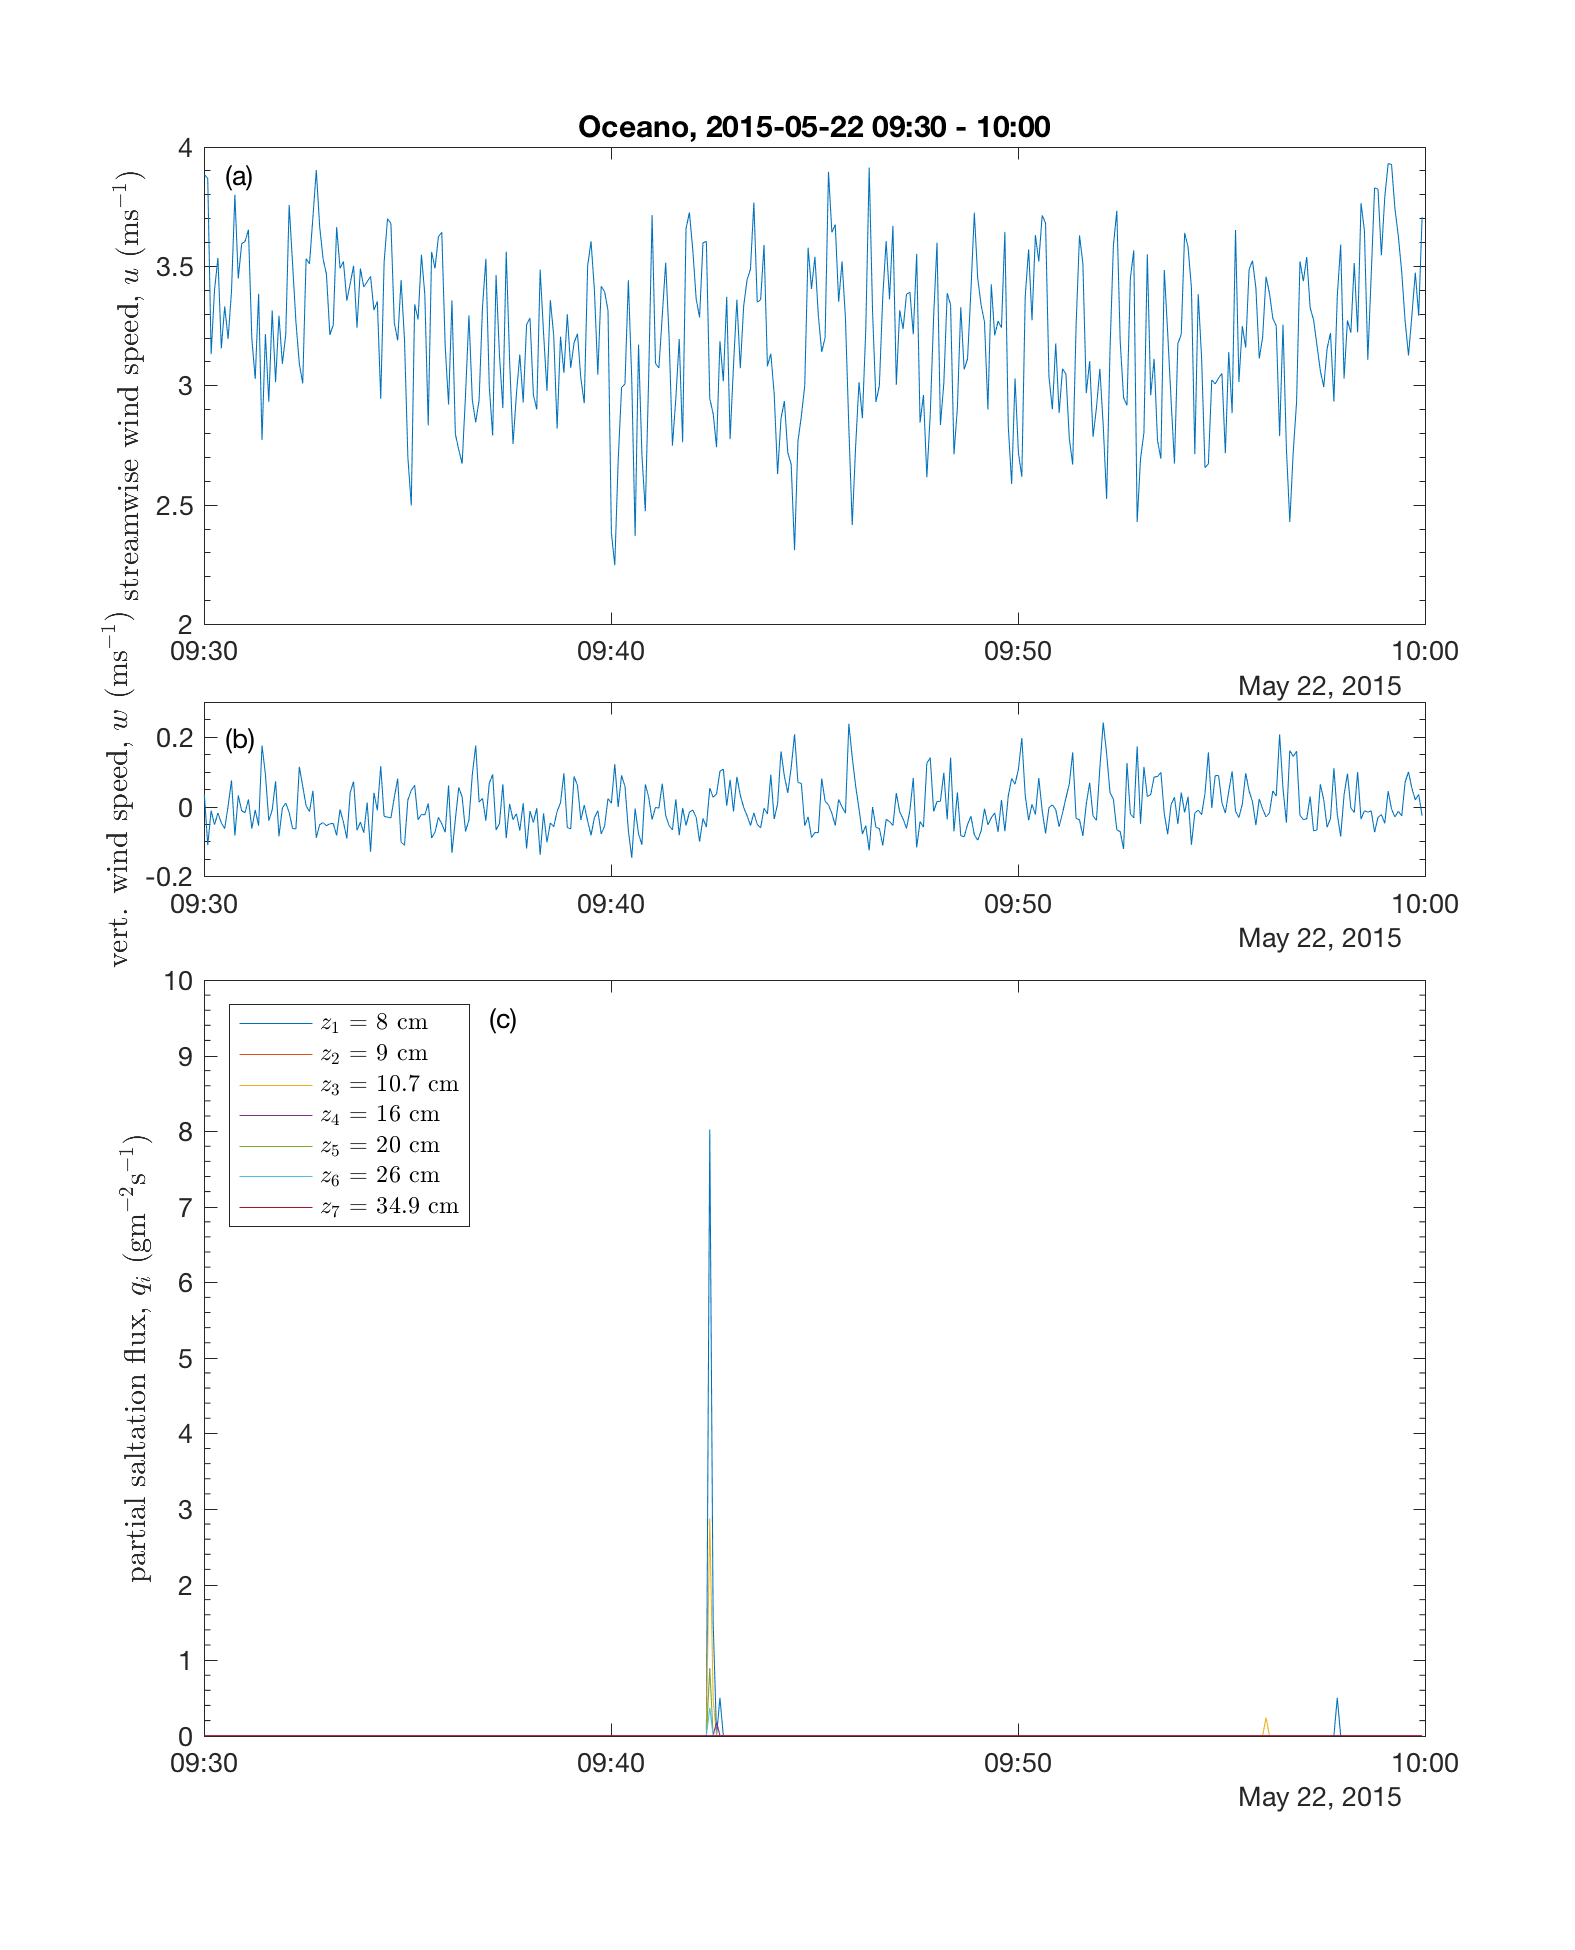 Oceano, 2015-05-22 09:30 - 10:00
(a)
streamwise wind speed, u (ms⁻¹)
4
3.5
3
2.5
2
09:30 09:40 09:50 10:00
May 22, 2015
(b)
vert. wind speed, w (ms⁻¹)
0.2
0
-0.2
09:30 09:40 09:50 10:00
May 22, 2015
(c)
partial saltation flux, qᵢ (gm⁻²s⁻¹)
10
9
8
7
6
5
4
3
2
1
0
z₁ = 8 cm
z₂ = 9 cm
z₃ = 10.7 cm
z₄ = 16 cm
z₅ = 20 cm
z₆ = 26 cm
z₇ = 34.9 cm
09:30 09:40 09:50 10:00
May 22, 2015